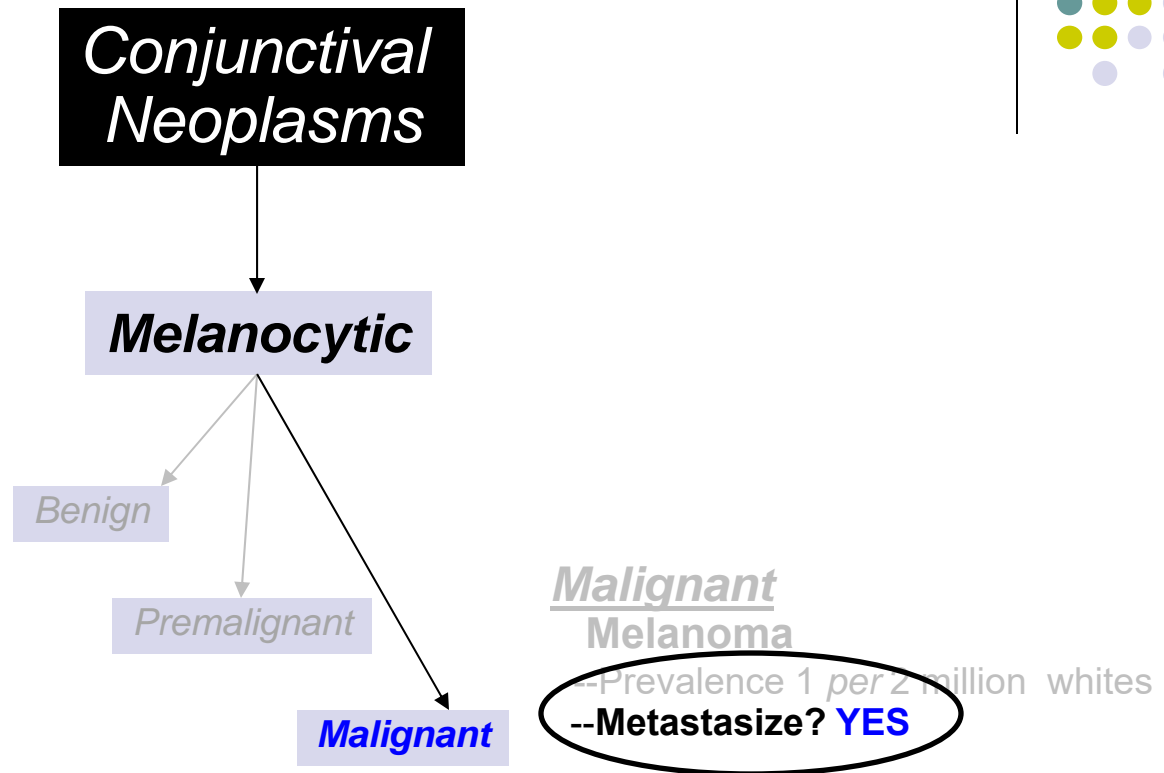 Conjunctival
Neoplasms
Melanocytic
Benign
Premalignant
Malignant
Malignant
Melanoma
--Prevalence 1 per 2 million whites
--Metastasize? YES